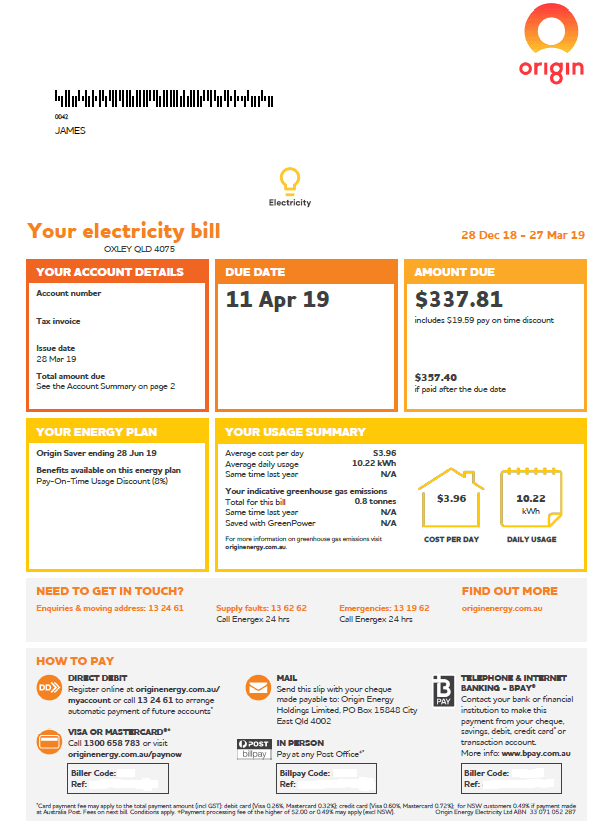 origin
0042
JAMES
Electricity
Your electricity bill
28 Dec 18 - 27 Mar 19
OXLEY QLD 4075
YOUR ACCOUNT DETAILS
Account number
Tax invoice
Issue date
28 Mar 19
Total amount due
See the Account Summary on page 2
DUE DATE
11 Apr 19
AMOUNT DUE
$337.81
includes $19.59 pay on time discount
$357.40
if paid after the due date
YOUR ENERGY PLAN
Origin Saver ending 28 Jun 19
Benefits available on this energy plan
Pay-On-Time Usage Discount (8%)
YOUR USAGE SUMMARY
Average cost per day $3.96
Average daily usage 10.22 kWh
Same time last year N/A
Your indicative greenhouse gas emissions
Total for this bill 0.8 tonnes
Same time last year N/A
Saved with GreenPower N/A
For more information on greenhouse gas emissions visit
originenergy.com.au.
$3.96
COST PER DAY
10.22
kWh
DAILY USAGE
NEED TO GET IN TOUCH?
Enquiries & moving address: 13 24 61
Supply faults: 13 62 62
Call Energex 24 hrs
Emergencies: 13 19 62
Call Energex 24 hrs
FIND OUT MORE
originenergy.com.au
HOW TO PAY
DD
DIRECT DEBIT
Register online at originenergy.com.au/
myaccount or call 13 24 61 to arrange
automatic payment of future accounts*
VISA OR MASTERCARD®*
Call 1300 658 783 or visit
originenergy.com.au/paynow
Biller Code:
Ref:
MAIL
Send this slip with your cheque
made payable to: Origin Energy
Holdings Limited, PO Box 15848 City
East Qld 4002
POST
billpay
IN PERSON
Pay at any Post Office*+
Billpay Code:
Ref:
B
PAY
TELEPHONE & INTERNET
BANKING - BPAY®
Contact your bank or financial
institution to make this
payment from your cheque,
savings, debit, credit card* or
transaction account.
More info: www.bpay.com.au
Biller Code:
Ref:
*Card payment fee may apply to the total payment amount (incl GST): debit card (Visa 0.26%, Mastercard 0.32%); credit card (Visa 0.60%, Mastercard 0.72%); for NSW customers 0.49% if payment made
at Australia Post. Fees on next bill. Conditions apply. +Payment processing fee of the higher of $2.00 or 0.49% may apply (excl NSW). Origin Energy Electricity Ltd ABN 33 071 052 287